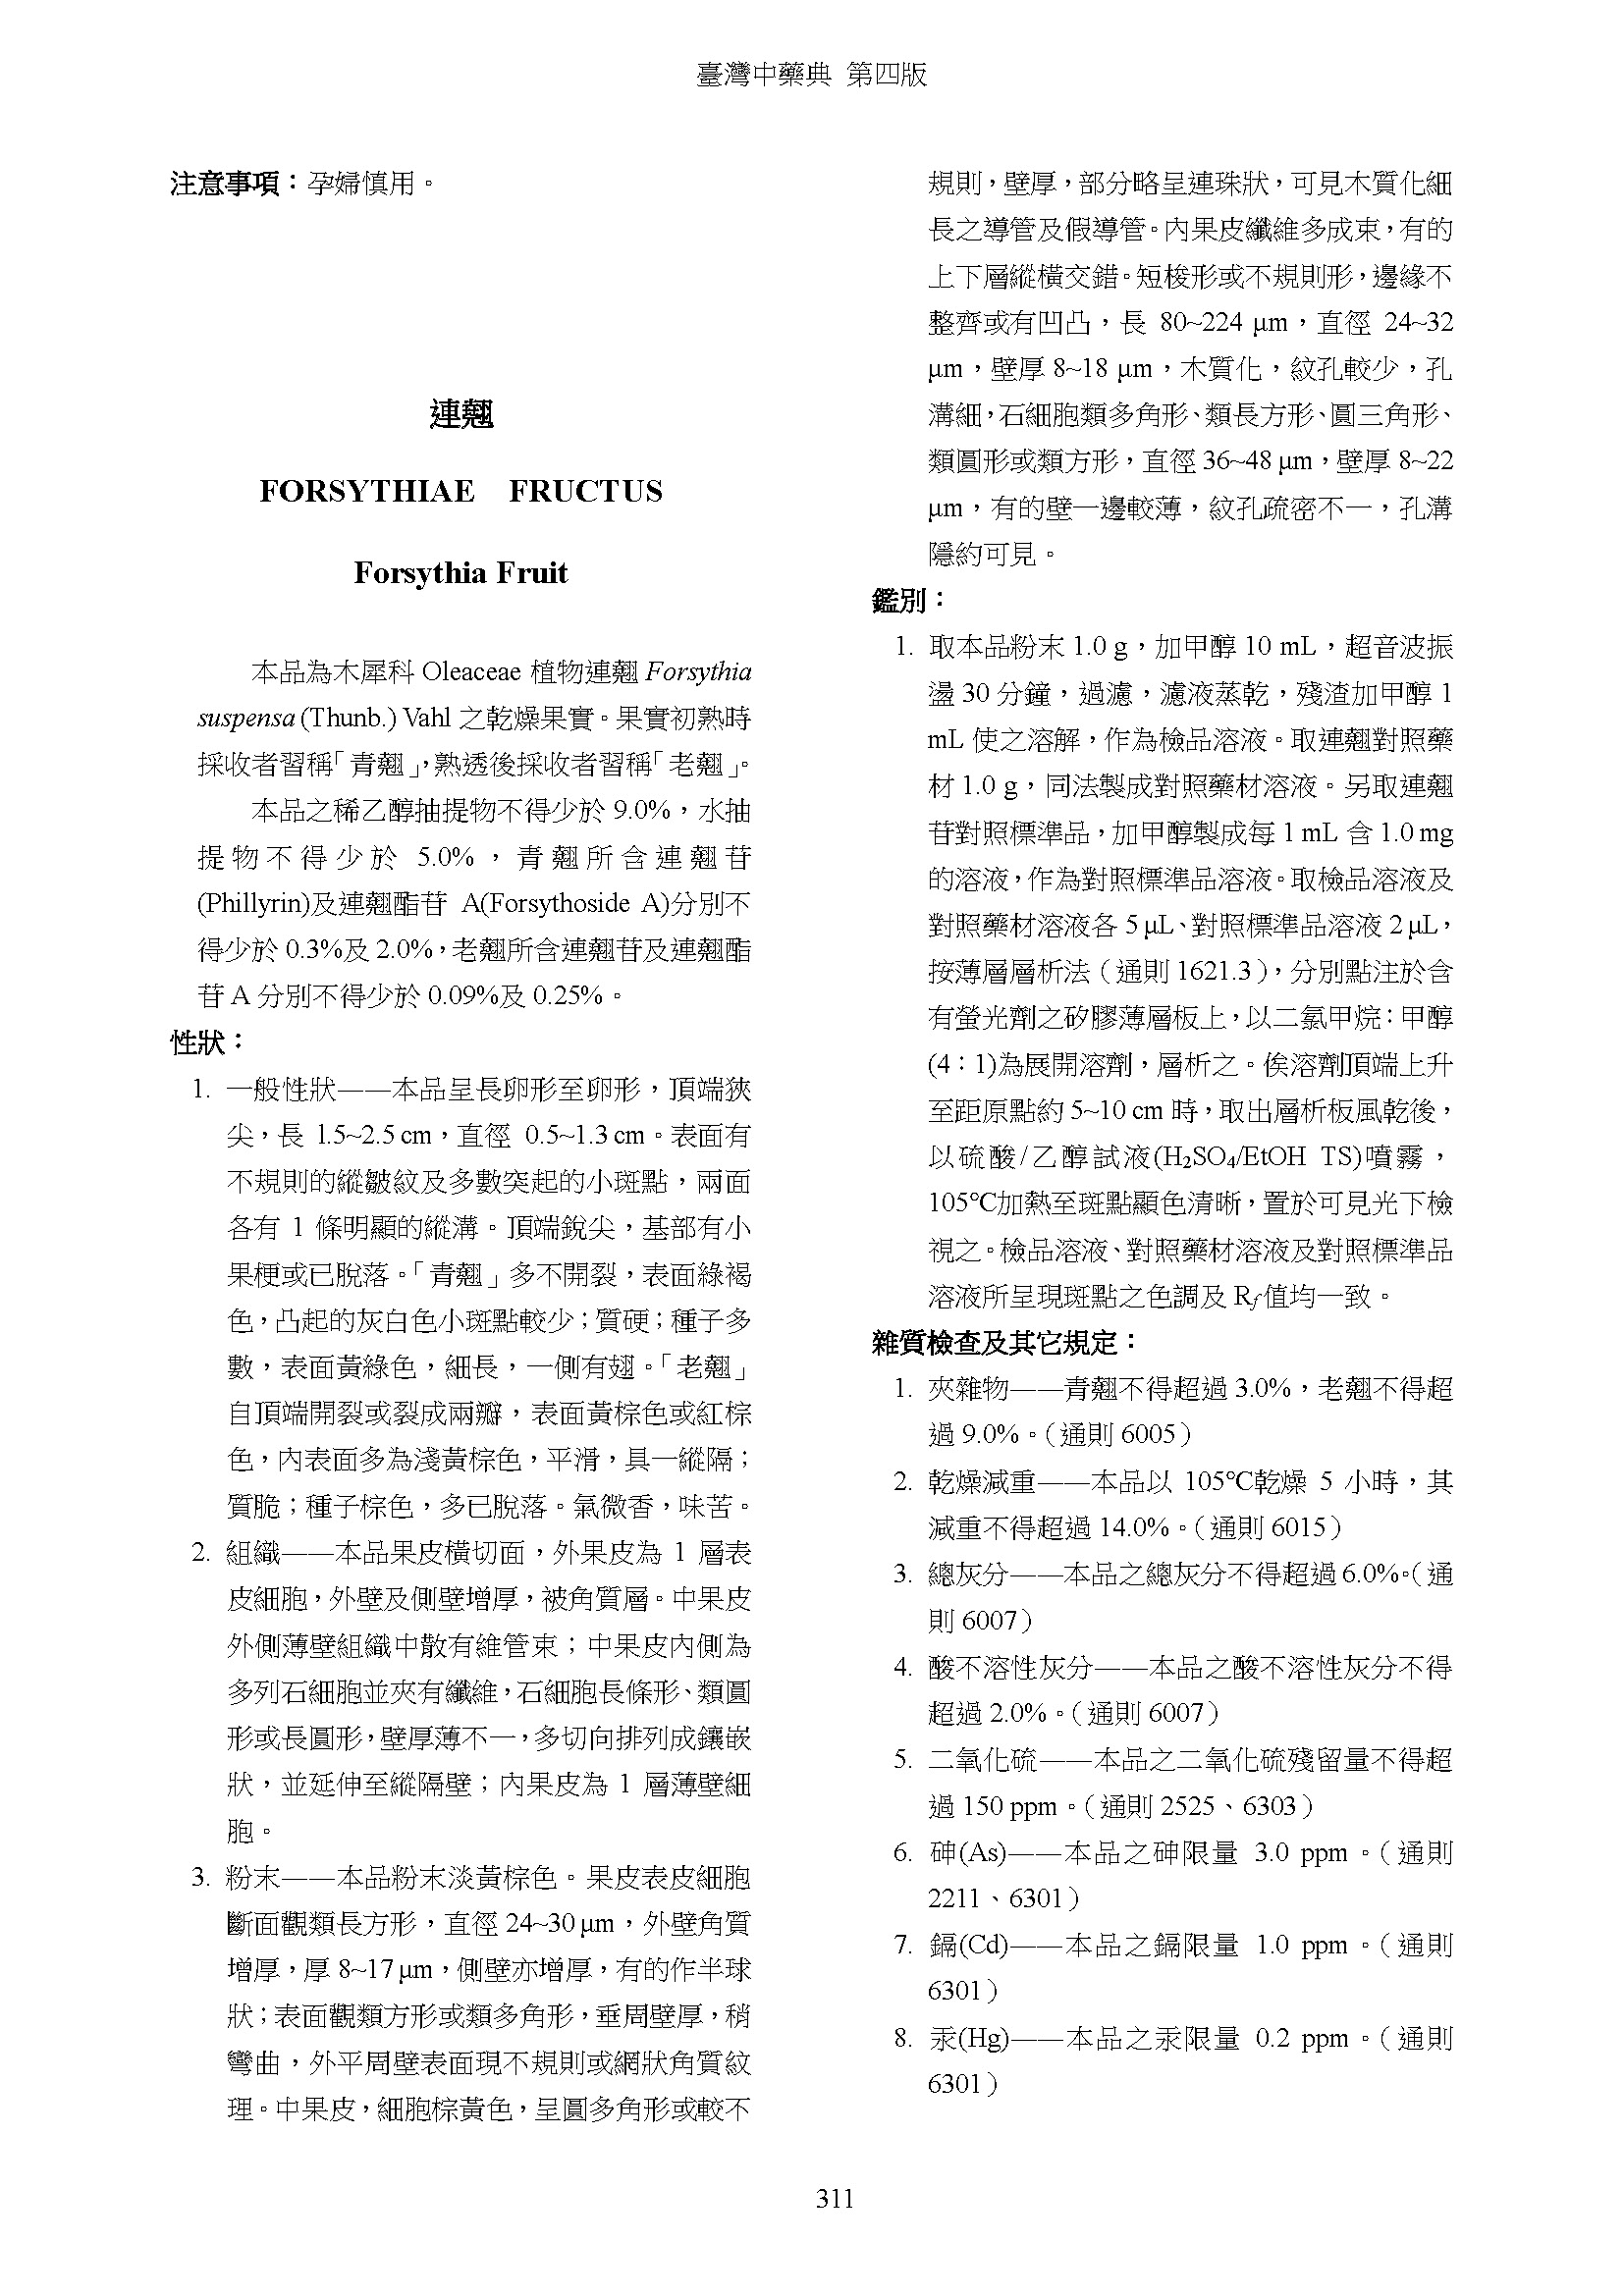 臺灣中藥典 第四版
注意事項：孕婦慎用。
連翹
FORSYTHIAE FRUCTUS
Forsythia Fruit
本品為木犀科 Oleaceae 植物連翹 Forsythia
suspensa (Thunb.) Vahl 之乾燥果實。果實初熟時
採收者習稱「青翹」，熟透後採收者習稱「老翹」。
本品之稀乙醇抽提物不得少於 9.0%，水抽
提物不得少於 5.0%，青翹所含連翹苷
(Phillyrin)及連翹酯苷 A(Forsythoside A)分別不
得少於 0.3%及 2.0%，老翹所含連翹苷及連翹酯
苷 A 分別不得少於 0.09%及 0.25%。
性狀：
1. 一般性狀——本品呈長卵形至卵形，頂端狹
尖，長 1.5~2.5 cm，直徑 0.5~1.3 cm。表面有
不規則的縱皺紋及多數突起的小斑點，兩面
各有 1 條明顯的縱溝。頂端銳尖，基部有小
果梗或已脫落。「青翹」多不開裂，表面綠褐
色，凸起的灰白色小斑點較少；質硬；種子多
數，表面黃綠色，細長，一側有翅。「老翹」
自頂端開裂或裂成兩瓣，表面黃棕色或紅棕
色，內表面多為淺黃棕色，平滑，具一縱隔；
質脆；種子棕色，多已脫落。氣微香，味苦。
2. 組織——本品果皮橫切面，外果皮為 1 層表
皮細胞，外壁及側壁增厚，被角質層。中果皮
外側薄壁組織中散有維管束；中果皮內側為
多列石細胞並夾有纖維，石細胞長條形、類圓
形或長圓形，壁厚薄不一，多切向排列成鑲嵌
狀，並延伸至縱隔壁；內果皮為 1 層薄壁細
胞。
3. 粉末——本品粉末淡黃棕色。果皮表皮細胞
斷面觀類長方形，直徑 24~30 μm，外壁角質
增厚，厚 8~17 μm，側壁亦增厚，有的作半球
狀；表面觀類方形或類多角形，垂周壁厚，稍
彎曲，外平周壁表面現不規則或網狀角質紋
理。中果皮，細胞棕黃色，呈圓多角形或較不
規則，壁厚，部分略呈連珠狀，可見木質化細
長之導管及假導管。內果皮纖維多成束，有的
上下層縱橫交錯。短梭形或不規則形，邊緣不
整齊或有凹凸，長 80~224 μm，直徑 24~32
μm，壁厚 8~18 μm，木質化，紋孔較少，孔
溝細，石細胞類多角形、類長方形、圓三角形、
類圓形或類方形，直徑 36~48 μm，壁厚 8~22
μm，有的壁一邊較薄，紋孔疏密不一，孔溝
隱約可見。
鑑別：
1. 取本品粉末 1.0 g，加甲醇 10 mL，超音波振
盪 30 分鐘，過濾，濾液蒸乾，殘渣加甲醇 1
mL 使之溶解，作為檢品溶液。取連翹對照藥
材 1.0 g，同法製成對照藥材溶液。另取連翹
苷對照標準品，加甲醇製成每 1 mL 含 1.0 mg
的溶液，作為對照標準品溶液。取檢品溶液及
對照藥材溶液各 5 μL、對照標準品溶液 2 μL，
按薄層層析法（通則 1621.3），分別點注於含
有螢光劑之矽膠薄層板上，以二氯甲烷：甲醇
(4：1)為展開溶劑，層析之。俟溶劑頂端上升
至距原點約 5~10 cm 時，取出層析板風乾後，
以硫酸/乙醇試液(H₂SO₄/EtOH TS)噴霧，
105℃加熱至斑點顯色清晰，置於可見光下檢
視之。檢品溶液、對照藥材溶液及對照標準品
溶液所呈現斑點之色調及 Rf 值均一致。
雜質檢查及其它規定：
1. 夾雜物——青翹不得超過 3.0%，老翹不得超
過 9.0%。（通則 6005）
2. 乾燥減重——本品以 105℃乾燥 5 小時，其
減重不得超過 14.0%。（通則 6015）
3. 總灰分——本品之總灰分不得超過 6.0%。（通
則 6007）
4. 酸不溶性灰分——本品之酸不溶性灰分不得
超過 2.0%。（通則 6007）
5. 二氧化硫——本品之二氧化硫殘留量不得超
過 150 ppm。（通則 2525、6303）
6. 砷(As)——本品之砷限量 3.0 ppm。（通則
2211、6301）
7. 鎘(Cd)——本品之鎘限量 1.0 ppm。（通則
6301）
8. 汞(Hg)——本品之汞限量 0.2 ppm。（通則
6301）
311